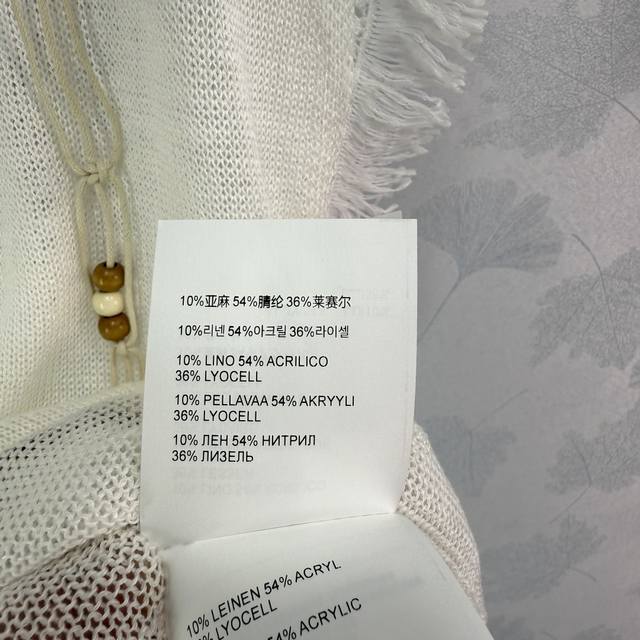 10%亚麻 54%腈纶 36%莱赛尔
10%리넨 54%아크릴 36%라이셀
10% LINO 54% ACRILICO
36% LYOCELL
10% PELLAVAA 54% AKRYYLI
36% LYOCELL
10% ЛЕН 54% НИТРИЛ
36% ЛИЗЕЛЬ
10% LEINEN 54% ACRYL
LYOCELL
54% ACRYLIC